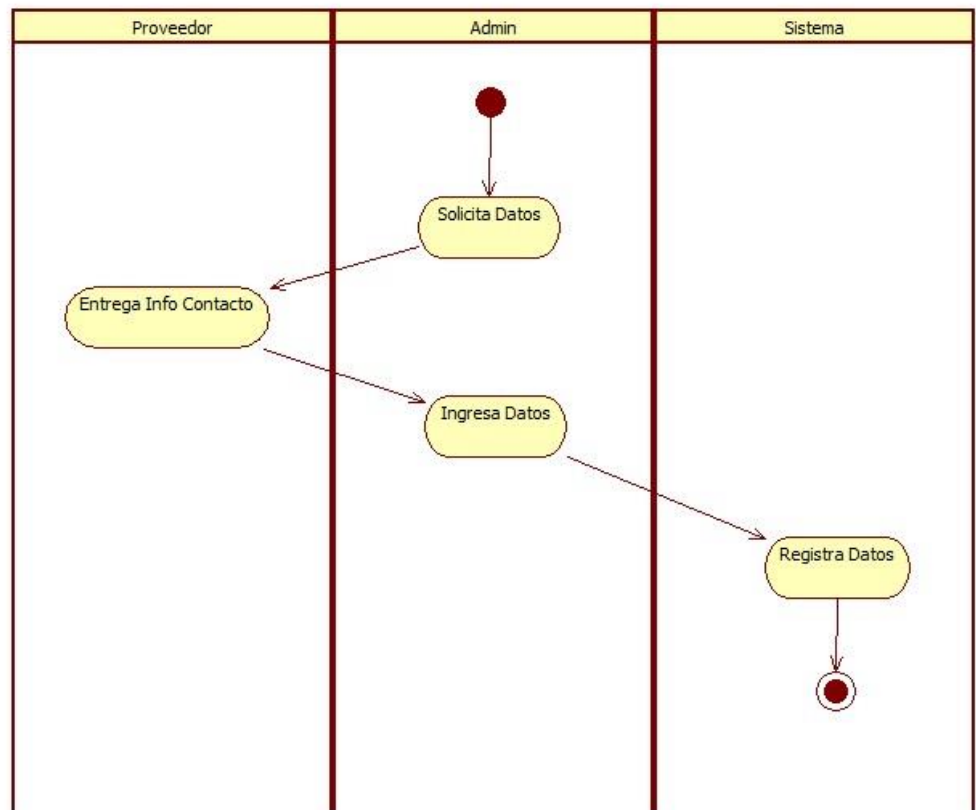 Proveedor
Admin
Sistema
Solicita Datos
Entrega Info Contacto
Ingresa Datos
Registra Datos